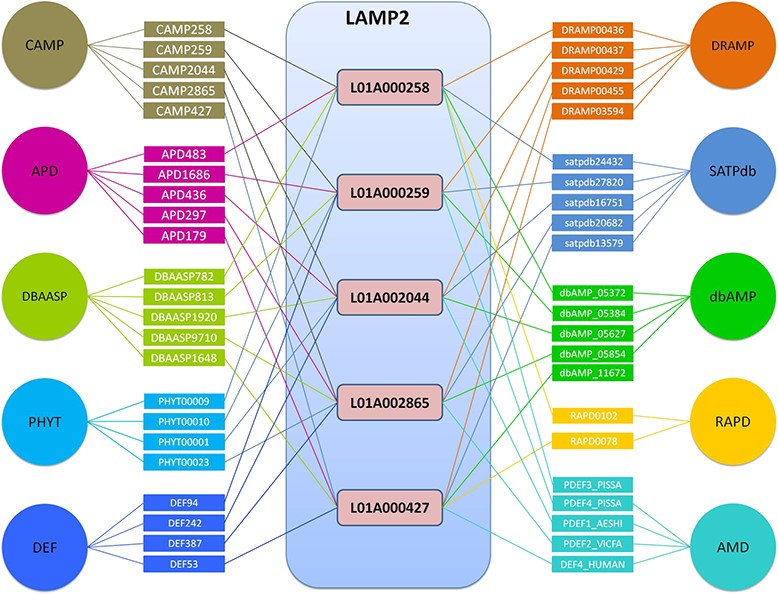 LAMP2
CAMP
CAMP258
CAMP259
CAMP2044
CAMP2865
CAMP427
APD
APD483
APD1686
APD436
APD297
APD179
DBAASP
DBAASP782
DBAASP813
DBAASP1920
DBAASP9710
DBAASP1648
PHYT
PHYT00009
PHYT00010
PHYT00001
PHYT00023
DEF
DEF94
DEF242
DEF387
DEF53
L01A000258
L01A000259
L01A002044
L01A002865
L01A000427
DRAMP00436
DRAMP00437
DRAMP00429
DRAMP00455
DRAMP03594
DRAMP
satpdb24432
satpdb27820
satpdb16751
satpdb20682
satpdb13579
SATPdb
dbAMP_05372
dbAMP_05384
dbAMP_05627
dbAMP_05854
dbAMP_11672
dbAMP
RAPD0102
RAPD0078
RAPD
PDEF3_PISSA
PDEF4_PISSA
PDEF1_AESHI
PDEF2_VICFA
DEF4_HUMAN
AMD